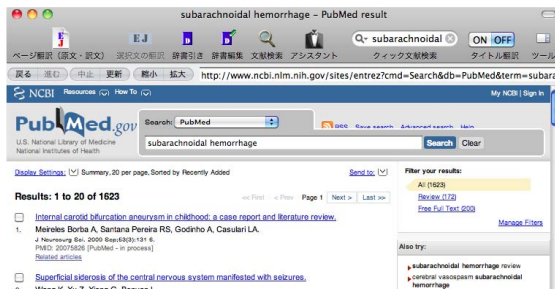 subarachnoidal hemorrhage – PubMed result
subarachnoidal ON OFF
ページ翻訳（原文・訳文） 選択文の翻訳 辞書引き 辞書編集 文献検索 アシスタント クィック文献検索 タイトル翻訳 ツール
戻る 進む 中止 更新 縮小 拡大 http://www.ncbi.nlm.nih.gov/sites/entrez?cmd=Search&db=PubMed&term=subara
NCBI Resources How To My NCBI | Sign In
PubMed.gov
U.S. National Library of Medicine
National Institutes of Health
Search: PubMed
RSS Save search Advanced search Help
subarachnoidal hemorrhage Search Clear
Display Settings: Summary, 20 per page, Sorted by Recently Added Send to:
Results: 1 to 20 of 1623
<< First < Prev Page 1 Next > Last >>
Internal carotid bifurcation aneurysm in childhood: a case report and literature review.
1. Meireles Borba A, Santana Pereira RS, Godinho A, Casulari LA.
J Neurosurg Sci. 2009 Sep;53(3):131-6.
PMID: 20075826 [PubMed - in process]
Related articles
Superficial siderosis of the central nervous system manifested with seizures.
Filter your results:
All (1623)
Review (172)
Free Full Text (200)
Manage Filters
Also try:
subarachnoidal hemorrhage review
cerebral vasospasm subarachnoidal
hemorrhage